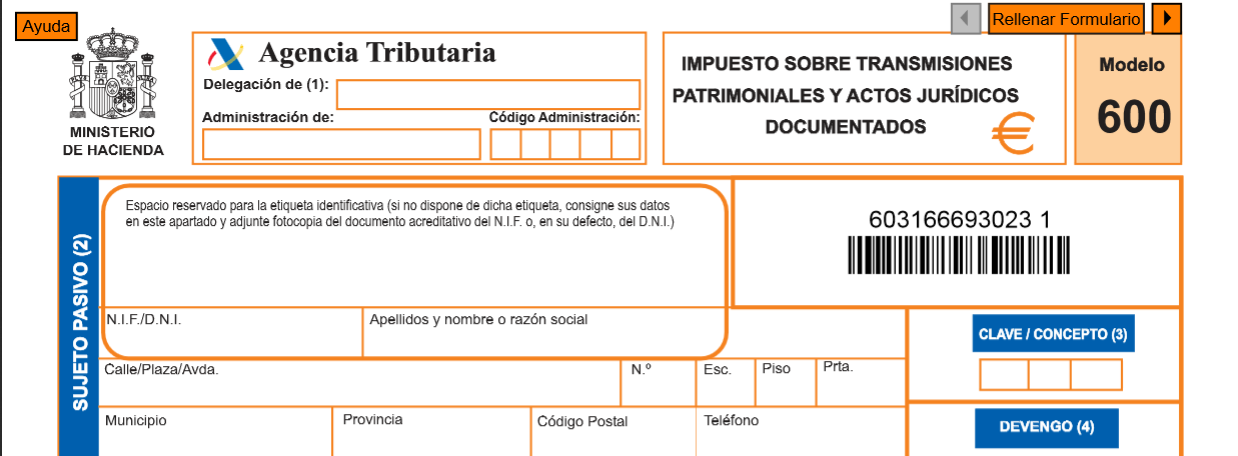 Ayuda
Rellenar Formulario
MINISTERIO
DE HACIENDA
Agencia Tributaria
Delegación de (1):
Administración de:
Código Administración:
IMPUESTO SOBRE TRANSMISIONES
PATRIMONIALES Y ACTOS JURÍDICOS
DOCUMENTADOS
€
Modelo
600
SUJETO PASIVO (2)
Espacio reservado para la etiqueta identificativa (si no dispone de dicha etiqueta, consigne sus datos
en este apartado y adjunte fotocopia del documento acreditativo del N.I.F. o, en su defecto, del D.N.I.)
603166693023 1
N.I.F./D.N.I.
Apellidos y nombre o razón social
CLAVE / CONCEPTO (3)
Calle/Plaza/Avda.
N.º
Esc.
Piso
Prta.
Municipio
Provincia
Código Postal
Teléfono
DEVENGO (4)